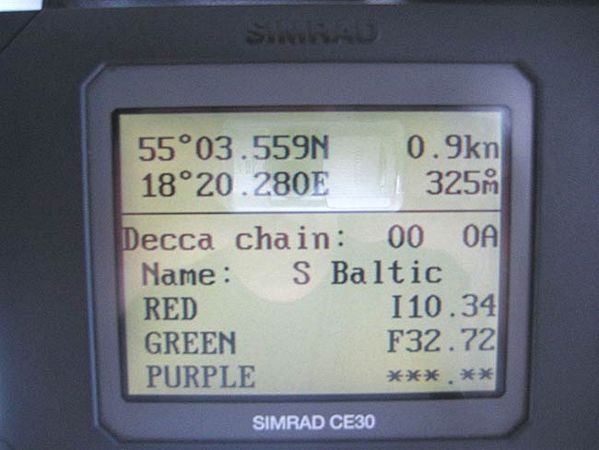 SIMRAD
55°03.559N 0.9kn
18°20.280E 325°m
Decca chain: 00 0A
Name: S Baltic
RED I10.34
GREEN F32.72
PURPLE ***.**
SIMRAD CE30